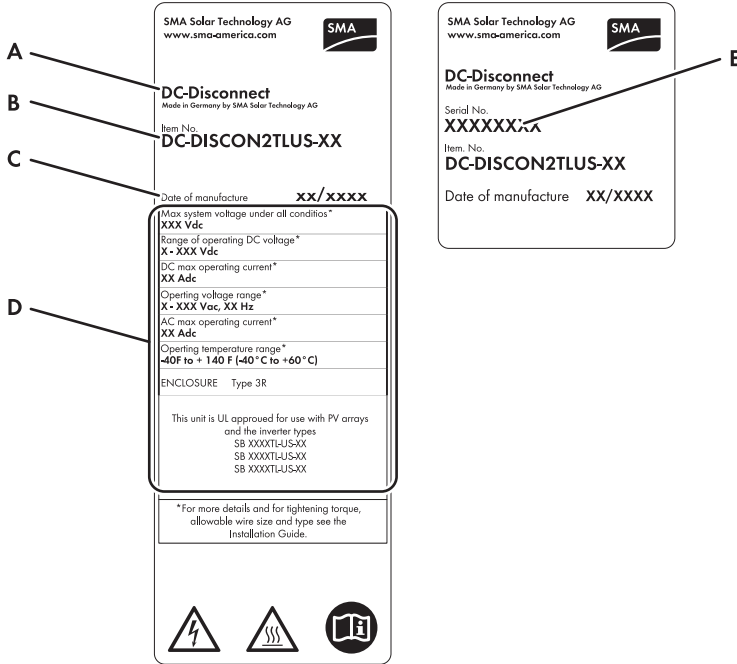 SMA Solar Technology AG
www.sma-america.com
SMA
A
DC-Disconnect
Made in Germany by SMA Solar Technology AG
B
Item No.
DC-DISCON2TLUS-XX
C
Date of manufacture xx/xxxx
D
Max system voltage under all conditios*
XXX Vdc
Range of operating DC voltage*
X - XXX Vdc
DC max operating current*
XX Adc
Operting voltage range*
X - XXX Vac, XX Hz
AC max operating current*
XX Adc
Operting temperature range*
-40F to + 140 F (-40°C to +60°C)
ENCLOSURE Type 3R
This unit is UL approued for use with PV arrays
and the inverter types
SB XXXXTL-US-XX
SB XXXXTL-US-XX
SB XXXXTL-US-XX
*For more details and for tightening torque,
allowable wire size and type see the
Installation Guide.
SMA Solar Technology AG
www.sma-america.com
SMA
E
DC-Disconnect
Made in Germany by SMA Solar Technology AG
Serial No.
XXXXXXXX
Item. No.
DC-DISCON2TLUS-XX
Date of manufacture XX/XXXX